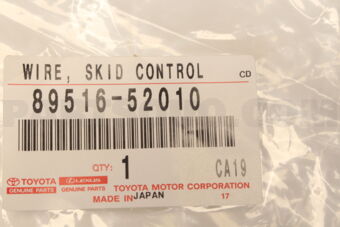 WIRE, SKID CONTROL
CD
89516-52010
QTY: 1 CA19
TOYOTA LEXUS
GENUINE PARTS GENUINE PARTS
TOYOTA MOTOR CORPORATION
MADE IN JAPAN 17